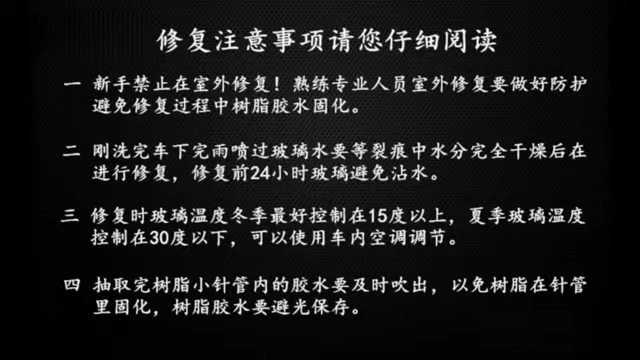 修复注意事项请您仔细阅读
一 新手禁止在室外修复！熟练专业人员室外修复要做好防护
避免修复过程中树脂胶水固化。
二 刚洗完车下完雨喷过玻璃水要等裂痕中水分完全干燥后在
进行修复，修复前24小时玻璃避免沾水。
三 修复时玻璃温度冬季最好控制在15度以上，夏季玻璃温度
控制在30度以下，可以使用车内空调调节。
四 抽取完树脂小针管内的胶水要及时吹出，以免树脂在针管
里固化，树脂胶水要避光保存。